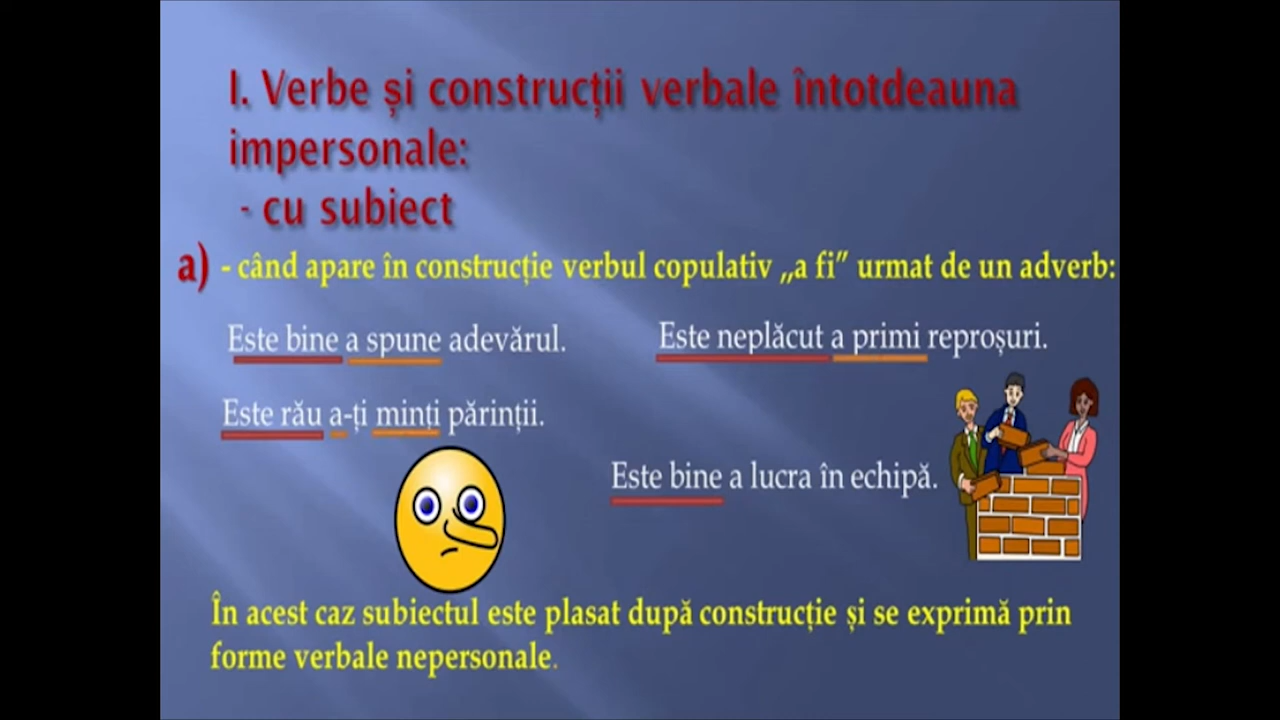 I. Verbe și construcții verbale întotdeauna
impersonale:
- cu subiect
a) - când apare în construcție verbul copulativ „a fi” urmat de un adverb:
Este bine a spune adevărul. Este neplăcut a primi reproșuri.
Este rău a-ți minți părinții.
Este bine a lucra în echipă.
În acest caz subiectul este plasat după construcție și se exprimă prin
forme verbale nepersonale.